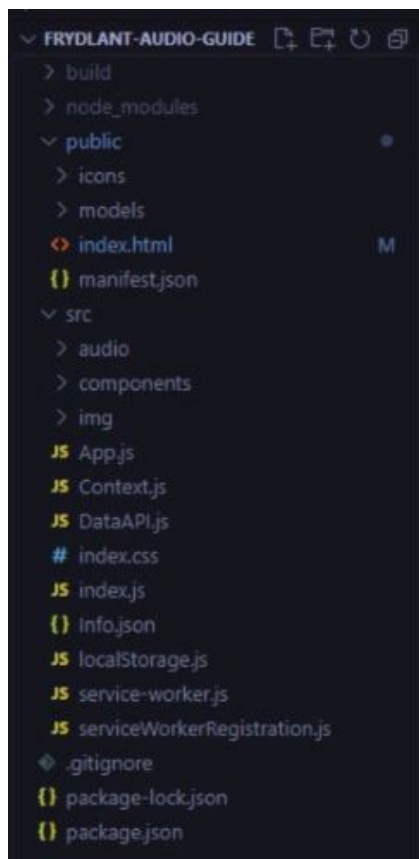 FRYDLANT-AUDIO-GUIDE
build
node_modules
public
icons
models
<> index.html M
{} manifest.json
src
audio
components
img
JS App.js
JS Context.js
JS DataAPI.js
# index.css
JS index.js
{} Info.json
JS localStorage.js
JS service-worker.js
JS serviceWorkerRegistration.js
.gitignore
{} package-lock.json
{} package.json